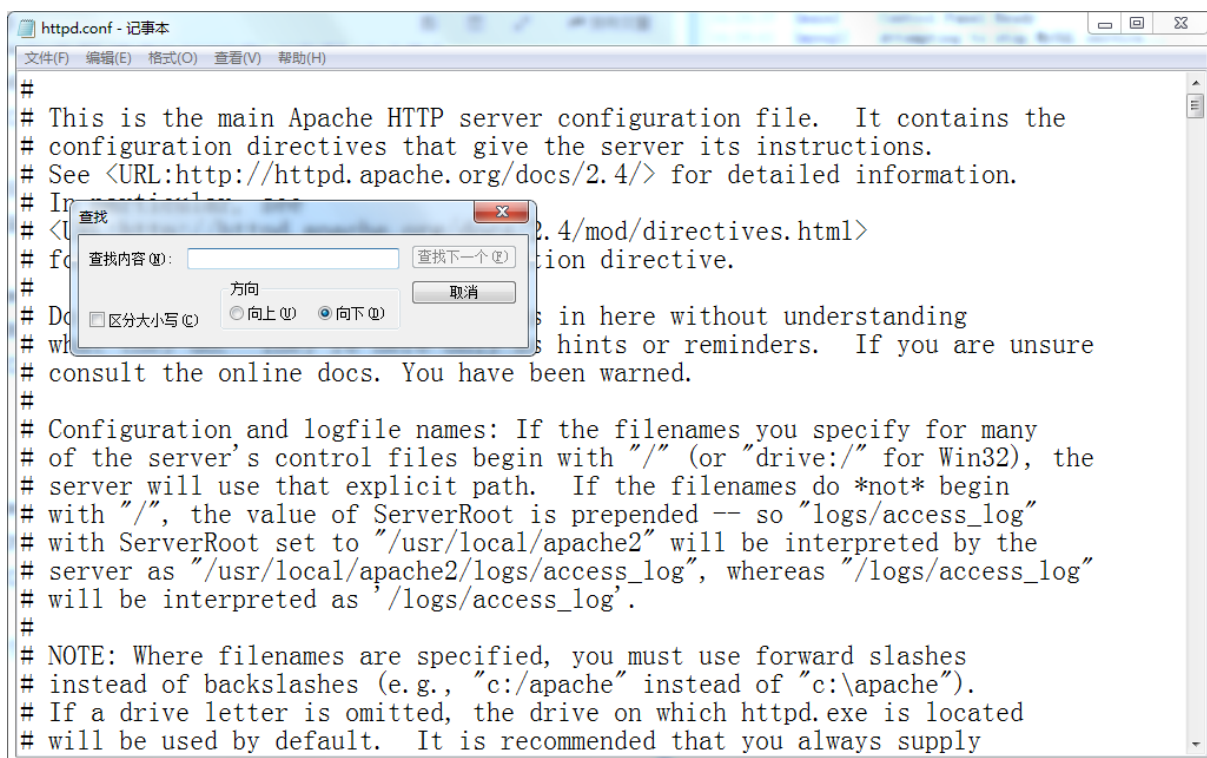 httpd.conf - 记事本
文件(F) 编辑(E) 格式(O) 查看(V) 帮助(H)
#
# This is the main Apache HTTP server configuration file.  It contains the
# configuration directives that give the server its instructions.
# See <URL:http://httpd.apache.org/docs/2.4/> for detailed information.
# In
查找
# <U 2.4/mod/directives.html>
查找内容(N): 查找下一个(F)
# fo tion directive.
#
方向
取消
区分大小写(C) 向上(U) 向下(D)
# Do s in here without understanding
# wh s hints or reminders.  If you are unsure
# consult the online docs. You have been warned.
#
# Configuration and logfile names: If the filenames you specify for many
# of the server's control files begin with "/" (or "drive:/" for Win32), the
# server will use that explicit path.  If the filenames do *not* begin
# with "/", the value of ServerRoot is prepended -- so "logs/access_log"
# with ServerRoot set to "/usr/local/apache2" will be interpreted by the
# server as "/usr/local/apache2/logs/access_log", whereas "/logs/access_log"
# will be interpreted as '/logs/access_log'.
#
# NOTE: Where filenames are specified, you must use forward slashes
# instead of backslashes (e.g., "c:/apache" instead of "c:\apache").
# If a drive letter is omitted, the drive on which httpd.exe is located
# will be used by default.  It is recommended that you always supply